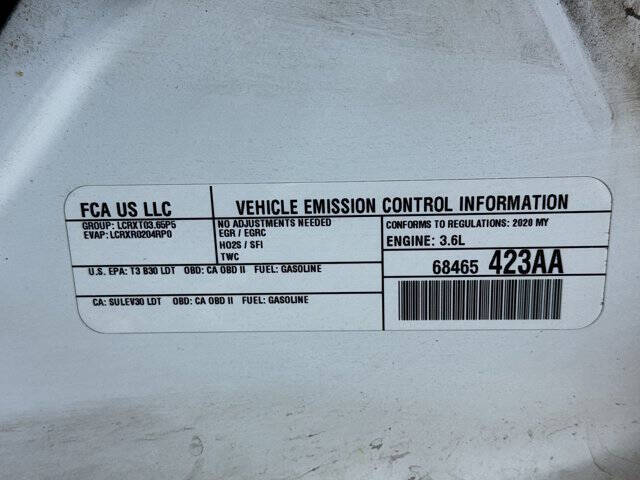 FCA US LLC
VEHICLE EMISSION CONTROL INFORMATION
GROUP: LCRXT03.65P5
EVAP: LCRXR0204RP0
NO ADJUSTMENTS NEEDED
EGR / EGRC
HO2S / SFI
TWC
CONFORMS TO REGULATIONS: 2020 MY
ENGINE: 3.6L
U.S. EPA: T3 B30 LDT OBD: CA OBD II FUEL: GASOLINE
CA: SULEV30 LDT OBD: CA OBD II FUEL: GASOLINE
68465 423AA